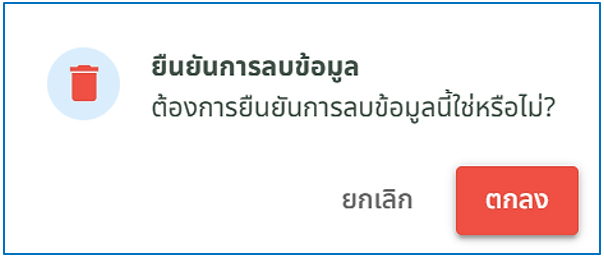 ยืนยันการลบข้อมูล
ต้องการยืนยันการลบข้อมูลนี้ใช่หรือไม่?
ยกเลิก ตกลง